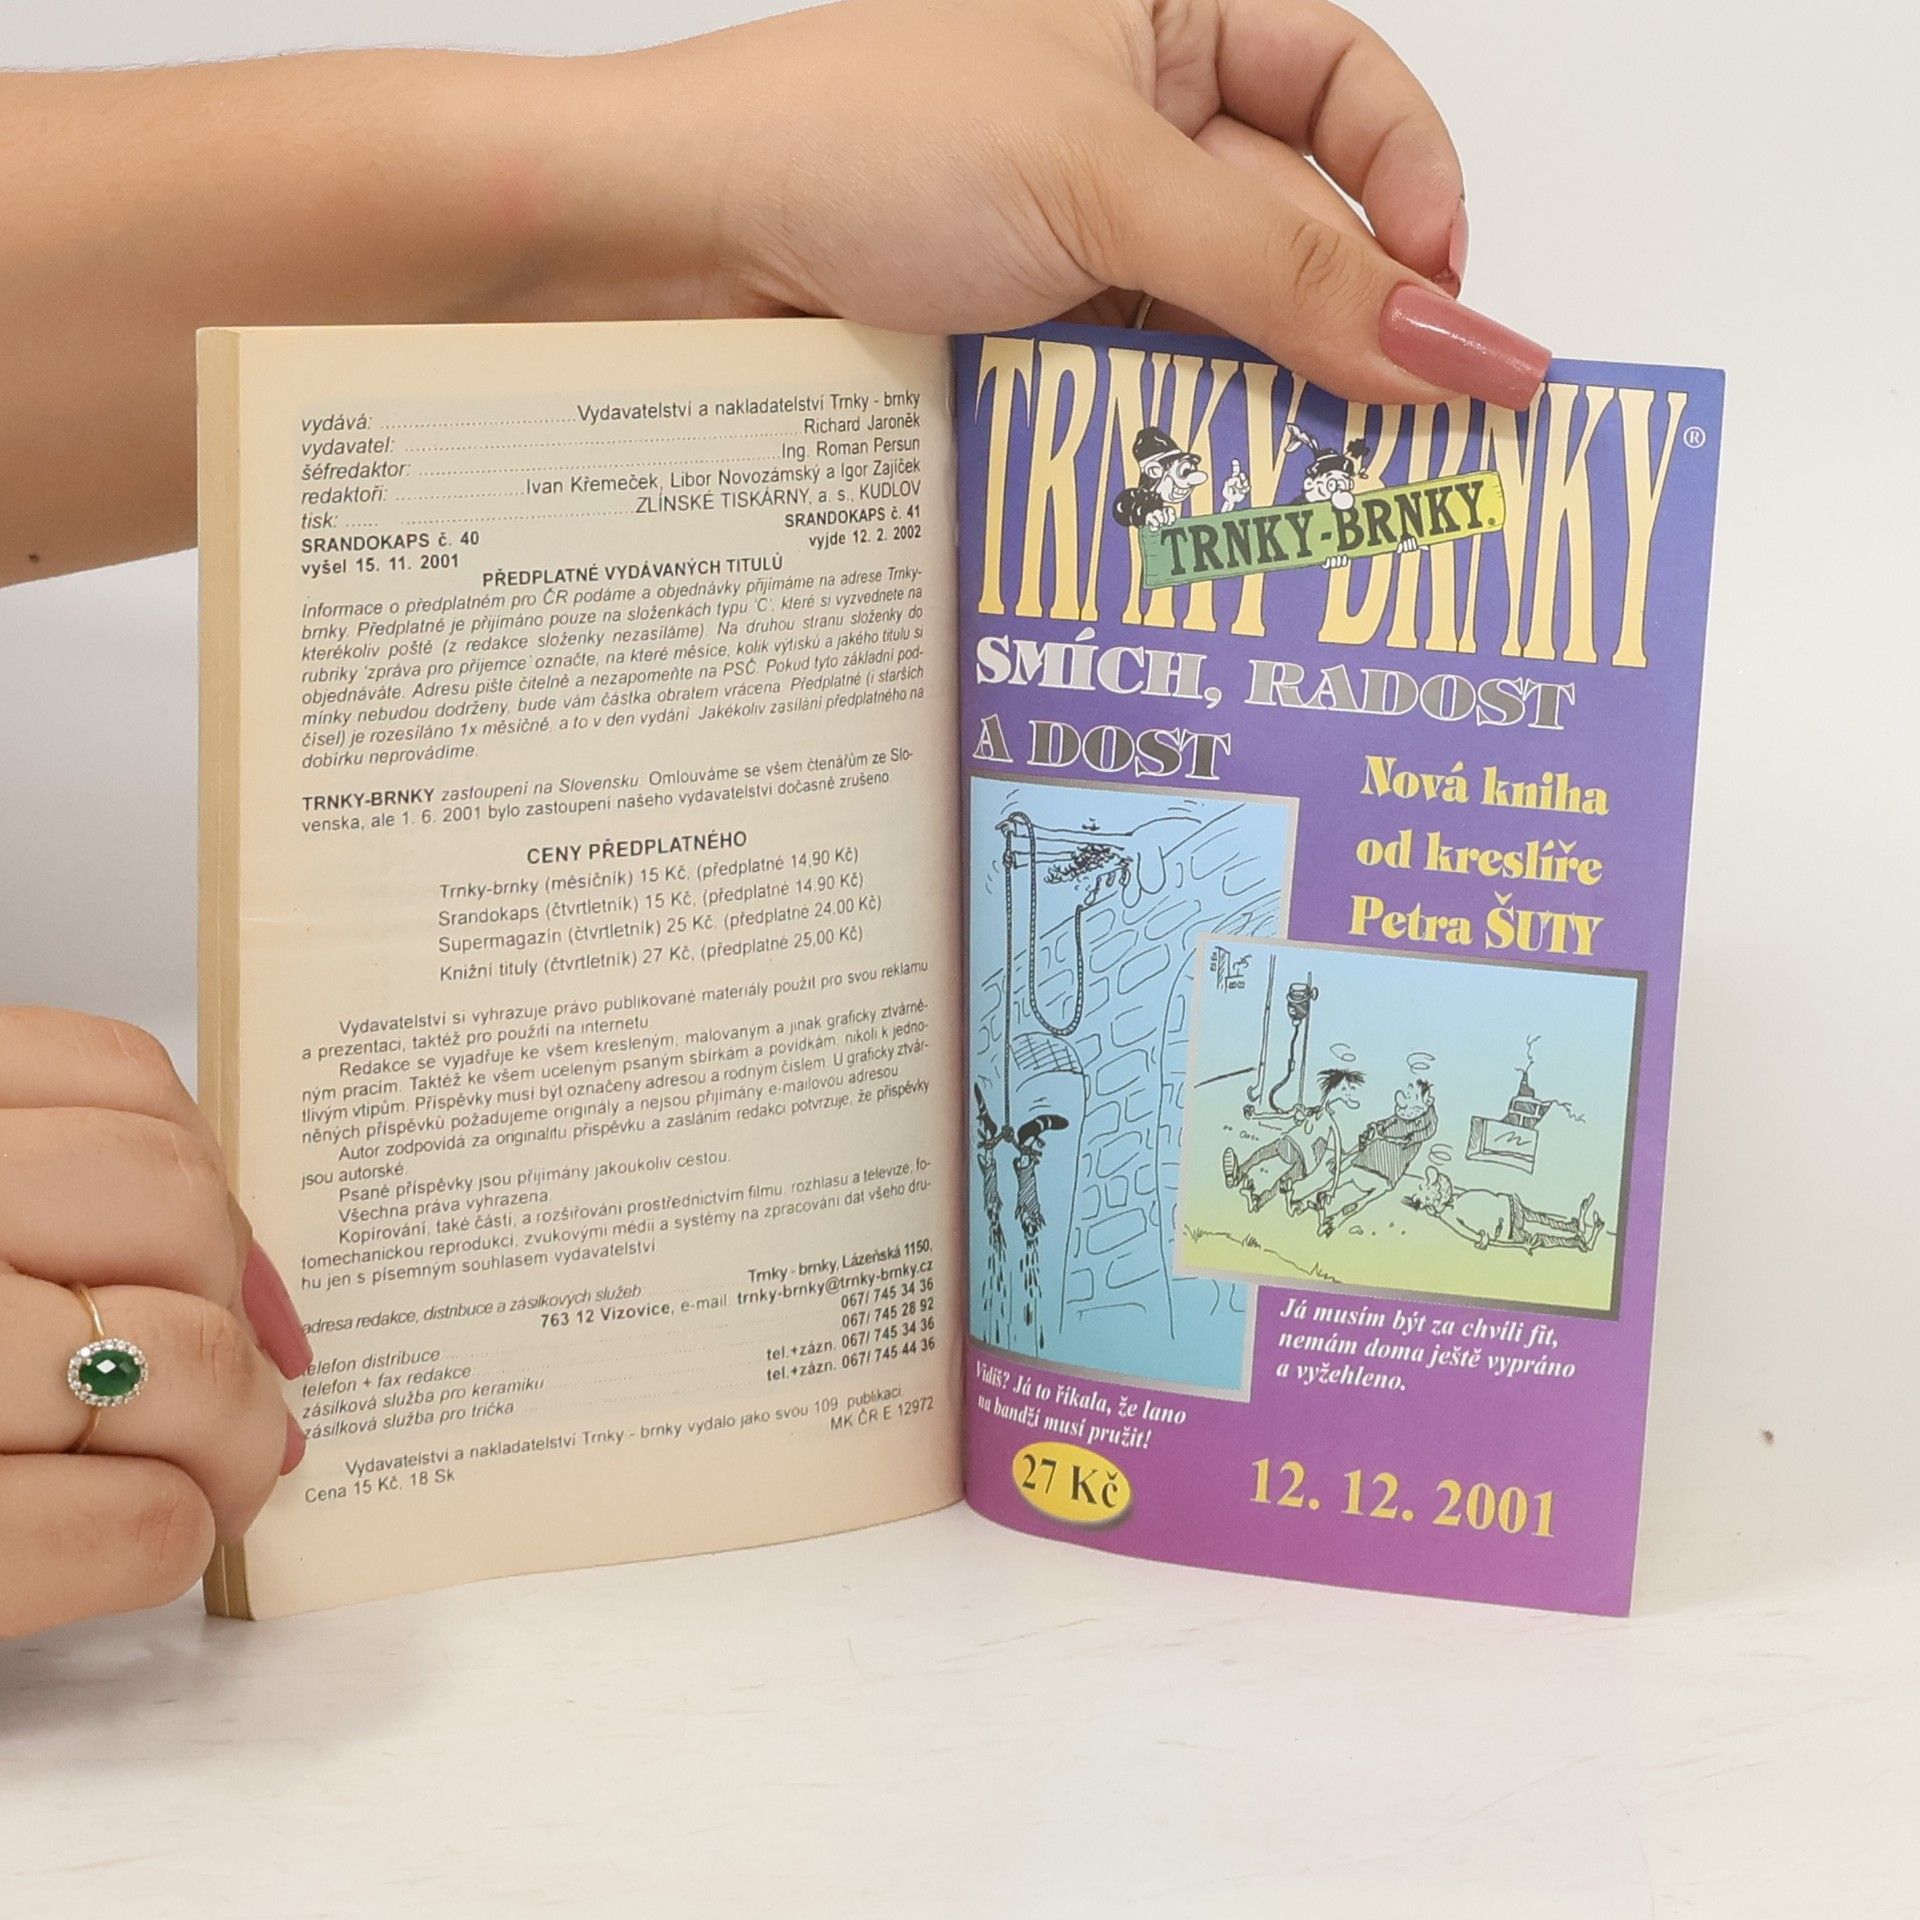 vydává: ........ Vydavatelství a nakladatelství Trnky - brnky
vydavatel: ........ Richard Jaroněk
šéfredaktor: ........ Ing. Roman Persun
redaktoři: ........ Ivan Křemeček, Libor Novozámský a Igor Zajíček
tisk: ........ ZLÍNSKÉ TISKÁRNY, a. s., KUDLOV
SRANDOKAPS č. 40 SRANDOKAPS č. 41
vyšel 15. 11. 2001 vyjde 12. 2. 2002
PŘEDPLATNÉ VYDÁVANÝCH TITULŮ
Informace o předplatném pro ČR podáme a objednávky přijímáme na adrese Trnky-
brnky. Předplatné je přijímáno pouze na složenkách typu 'C', které si vyzvednete na
kterékoliv poště (z redakce složenky nezasíláme). Na druhou stranu složenky do
rubriky 'zpráva pro příjemce' označte, na které měsíce, kolik výtisků a jakého titulu si
objednáváte. Adresu pište čitelně a nezapomeňte na PSČ. Pokud tyto základní pod-
mínky nebudou dodrženy, bude vám částka obratem vrácena. Předplatné (i starších
čísel) je rozesíláno 1x měsíčně, a to v den vydání. Jakékoliv zasílání předplatného na
dobírku neprovádíme.
TRNKY-BRNKY zastoupení na Slovensku. Omlouváme se všem čtenářům ze Slo-
venska, ale 1. 6. 2001 bylo zastoupení našeho vydavatelství dočasně zrušeno.
CENY PŘEDPLATNÉHO
Trnky-brnky (měsíčník) 15 Kč, (předplatné 14,90 Kč)
Srandokaps (čtvrtletník) 15 Kč, (předplatné 14.90 Kč)
Supermagazín (čtvrtletník) 25 Kč, (předplatné 24.00 Kč)
Knižní tituly (čtvrtletník) 27 Kč, (předplatné 25,00 Kč)
Vydavatelství si vyhrazuje právo publikované materiály použít pro svou reklamu
a prezentaci, taktéž pro použití na internetu.
Redakce se vyjadřuje ke všem kresleným, malovaným a jinak graficky ztvárně-
ným pracím. Taktéž ke všem uceleným psaným sbírkám a povídkám, nikoli k jedno-
tlivým vtipům. Příspěvky musí být označeny adresou a rodným číslem. U graficky ztvár-
něných příspěvků požadujeme originály a nejsou přijímány e-mailovou adresou.
Autor zodpovídá za originalitu příspěvku a zasláním redakci potvrzuje, že příspěvky
jsou autorské.
Psané příspěvky jsou přijímány jakoukoliv cestou.
Všechna práva vyhrazena.
Kopírování, také částí, a rozšiřování prostřednictvím filmu, rozhlasu a televize, fo-
tomechanickou reprodukcí, zvukovými médii a systémy na zpracování dat všeho dru-
hu jen s písemným souhlasem vydavatelství.
adresa redakce, distribuce a zásilkových služeb: ........ Trnky - brnky, Lázeňská 1150,
763 12 Vizovice, e-mail: trnky-brnky@trnky-brnky.cz
telefon distribuce ........ 067/ 745 34 36
telefon + fax redakce ........ 067/ 745 28 92
zásilková služba pro keramiku ........ tel.+zázn. 067/ 745 34 36
zásilková služba pro trička ........ tel.+zázn. 067/ 745 44 36
Vydavatelství a nakladatelství Trnky - brnky vydalo jako svou 109. publikaci.
Cena 15 Kč, 18 Sk MK ČR E 12972
TRNKY-BRNKY ®
TRNKY-BRNKY®
SMÍCH, RADOST
A DOST
Nová kniha
od kreslíře
Petra ŠUTY
Já musím být za chvíli fit,
nemám doma ještě vypráno
a vyžehleno.
Vidíš? Já to říkala, že lano
na bandží musí pružit!
27 Kč
12. 12. 2001